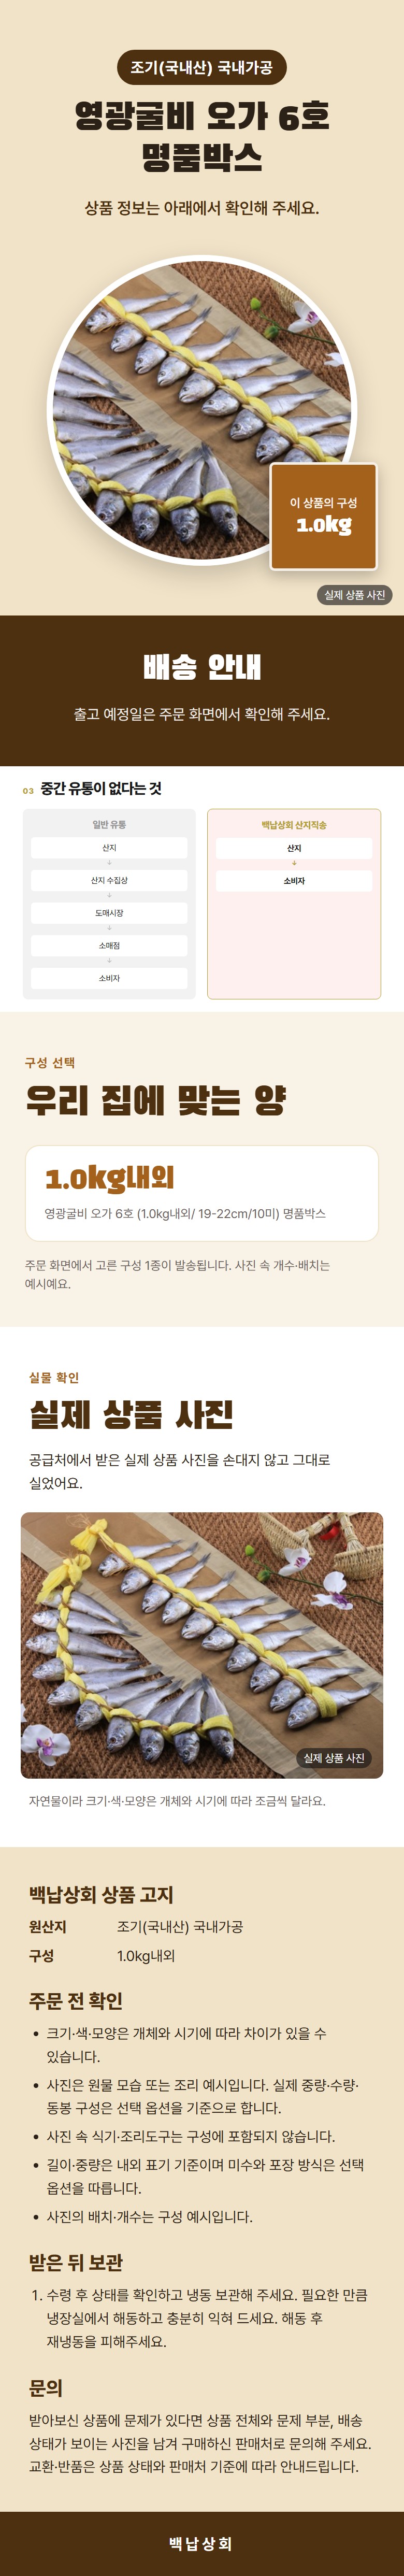 조기(국내산) 국내가공
영광굴비 오가 6호
명품박스
상품 정보는 아래에서 확인해 주세요.
이 상품의 구성
1.0kg
실제 상품 사진
배송 안내
출고 예정일은 주문 화면에서 확인해 주세요.
03 중간 유통이 없다는 것
일반 유통
산지
↓
산지 수집상
↓
도매시장
↓
소매점
↓
소비자
백납상회 산지직송
산지
↓
소비자
구성 선택
우리 집에 맞는 양
1.0kg내외
영광굴비 오가 6호 (1.0kg내외/ 19-22cm/10미) 명품박스
주문 화면에서 고른 구성 1종이 발송됩니다. 사진 속 개수·배치는
예시예요.
실물 확인
실제 상품 사진
공급처에서 받은 실제 상품 사진을 손대지 않고 그대로
실었어요.
실제 상품 사진
자연물이라 크기·색·모양은 개체와 시기에 따라 조금씩 달라요.
백납상회 상품 고지
원산지 조기(국내산) 국내가공
구성 1.0kg내외
주문 전 확인
• 크기·색·모양은 개체와 시기에 따라 차이가 있을 수
있습니다.
• 사진은 원물 모습 또는 조리 예시입니다. 실제 중량·수량·
동봉 구성은 선택 옵션을 기준으로 합니다.
• 사진 속 식기·조리도구는 구성에 포함되지 않습니다.
• 길이·중량은 내외 표기 기준이며 미수와 포장 방식은 선택
옵션을 따릅니다.
• 사진의 배치·개수는 구성 예시입니다.
받은 뒤 보관
1. 수령 후 상태를 확인하고 냉동 보관해 주세요. 필요한 만큼
냉장실에서 해동하고 충분히 익혀 드세요. 해동 후
재냉동을 피해주세요.
문의
받아보신 상품에 문제가 있다면 상품 전체와 문제 부분, 배송
상태가 보이는 사진을 남겨 구매하신 판매처로 문의해 주세요.
교환·반품은 상품 상태와 판매처 기준에 따라 안내드립니다.
백납상회